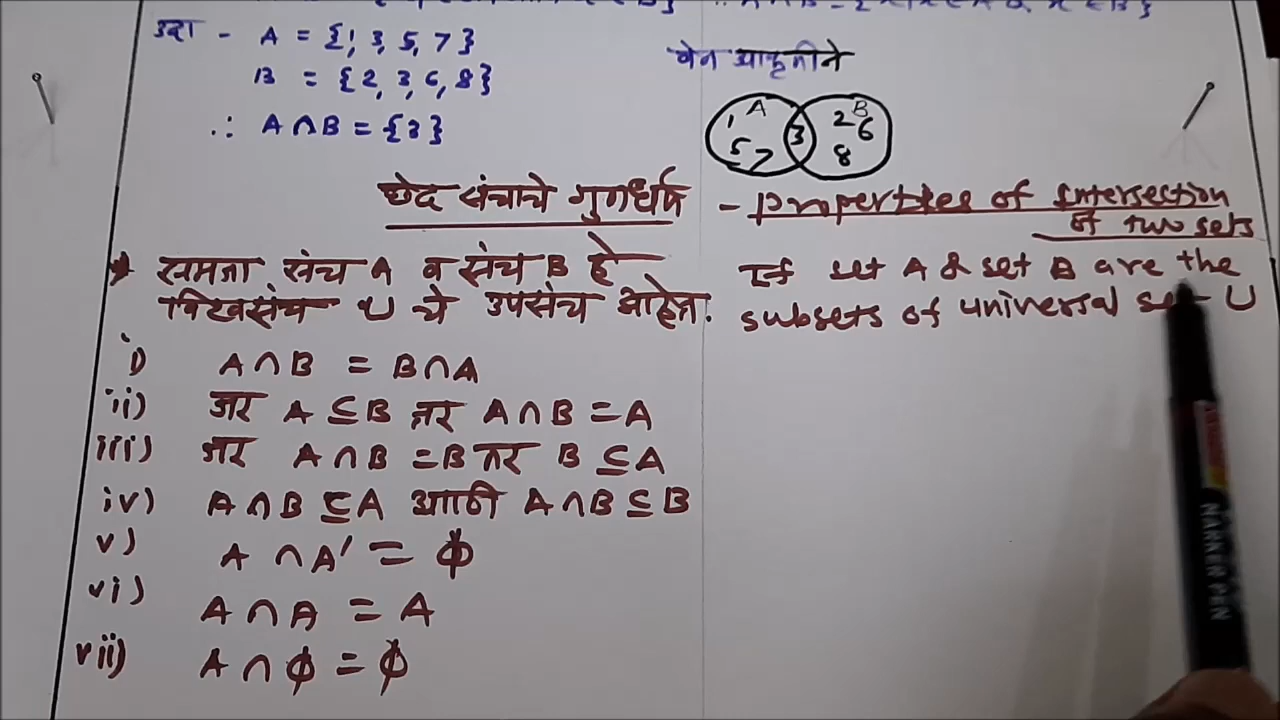 उदा - A = {1, 3, 5, 7}
B = {2, 3, 6, 8}
∴ A ∩ B = {3}
वेन आकृतीने
A B
1 5 7 3 2 6 8
छेद संचाचे गुणधर्म - Properties of Intersection of two sets
* समजा संच A व संच B हे
विश्वसंच U चे उपसंच आहेत.
If set A & set B are the
subsets of universal set U
i) A ∩ B = B ∩ A
ii) जर A ⊆ B तर A ∩ B = A
iii) जर A ∩ B = B तर B ⊆ A
iv) A ∩ B ⊆ A आणि A ∩ B ⊆ B
v) A ∩ A' = ϕ
vi) A ∩ A = A
vii) A ∩ ϕ = ϕ
MARKER PEN